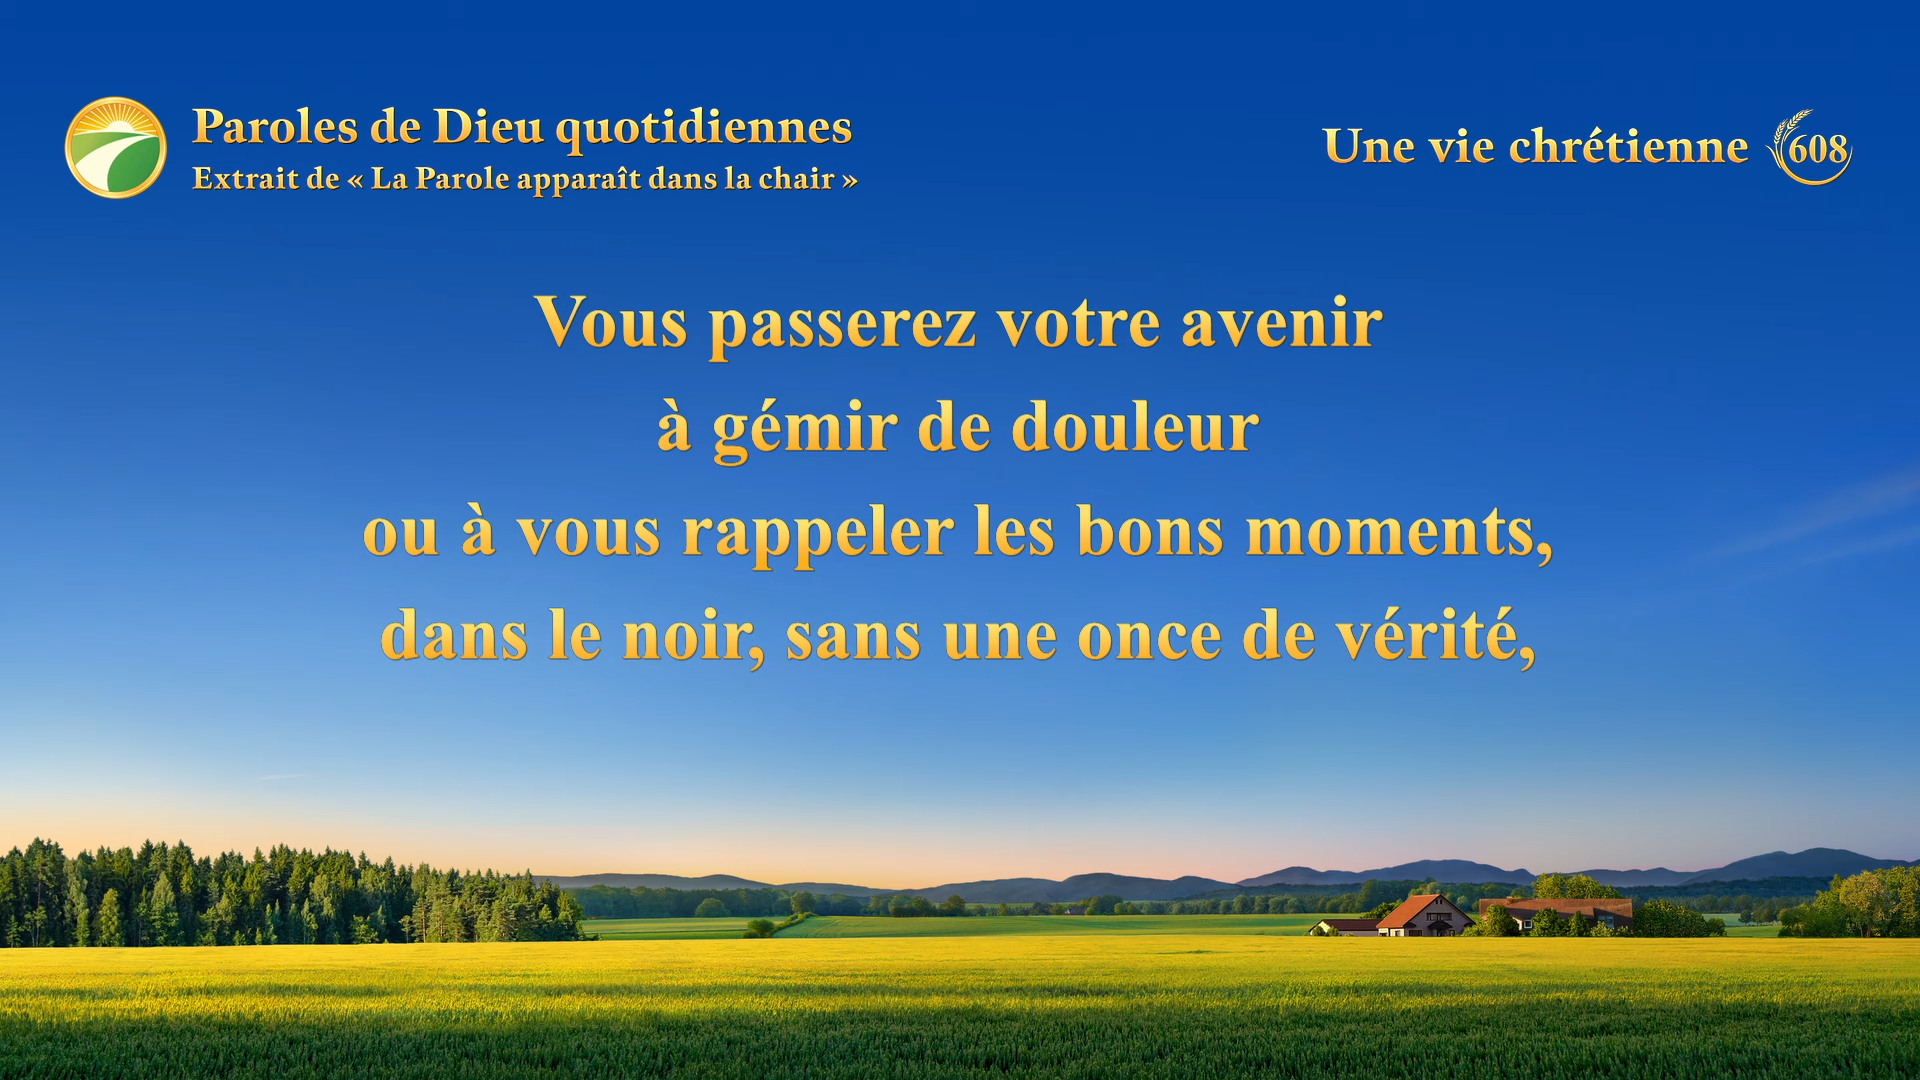 Paroles de Dieu quotidiennes
Extrait de « La Parole apparaît dans la chair »
Une vie chrétienne 608
Vous passerez votre avenir
à gémir de douleur
ou à vous rappeler les bons moments,
dans le noir, sans une once de vérité,